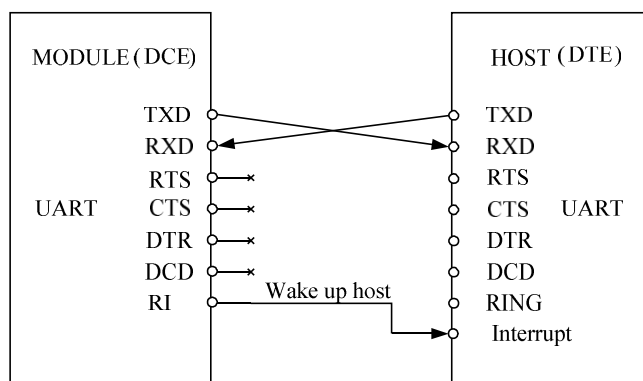 MODULE(DCE)
TXD
RXD
RTS
UART
CTS
DTR
DCD
RI
Wake up host
HOST (DTE)
TXD
RXD
RTS
CTS
UART
DTR
DCD
RING
Interrupt